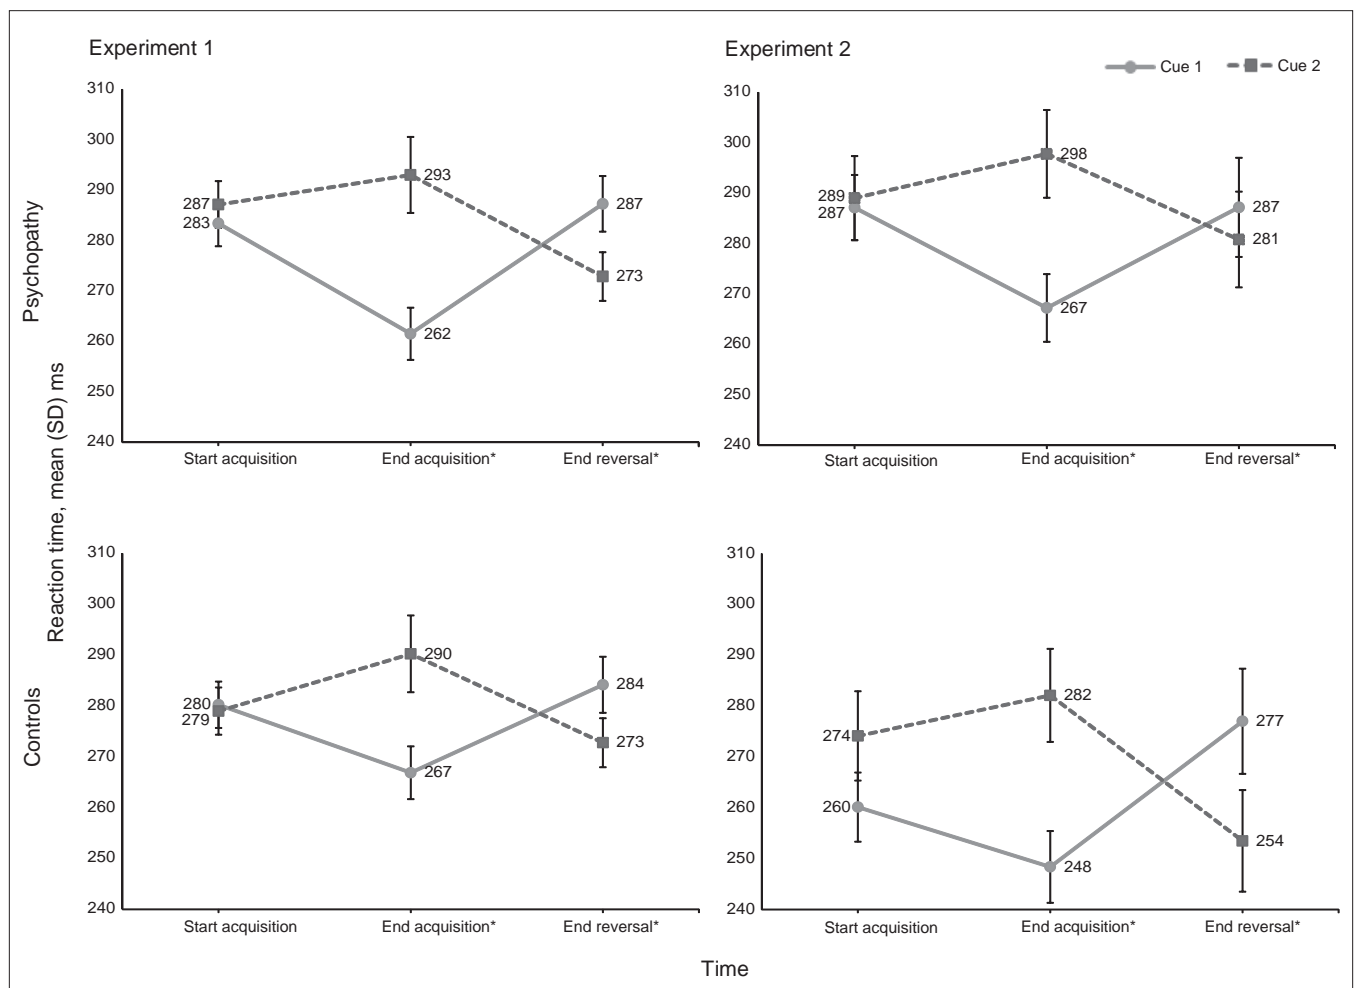 Experiment 1
Experiment 2
Cue 1
Cue 2
Psychopathy
Controls
Reaction time, mean (SD) ms
310
300
290
280
270
260
250
240
287
283
293
262
287
273
Start acquisition
End acquisition*
End reversal*
310
300
290
280
270
260
250
240
289
287
298
267
287
281
Start acquisition
End acquisition*
End reversal*
310
300
290
280
270
260
250
240
280
279
290
267
284
273
Start acquisition
End acquisition*
End reversal*
310
300
290
280
270
260
250
240
274
260
282
248
277
254
Start acquisition
End acquisition*
End reversal*
Time